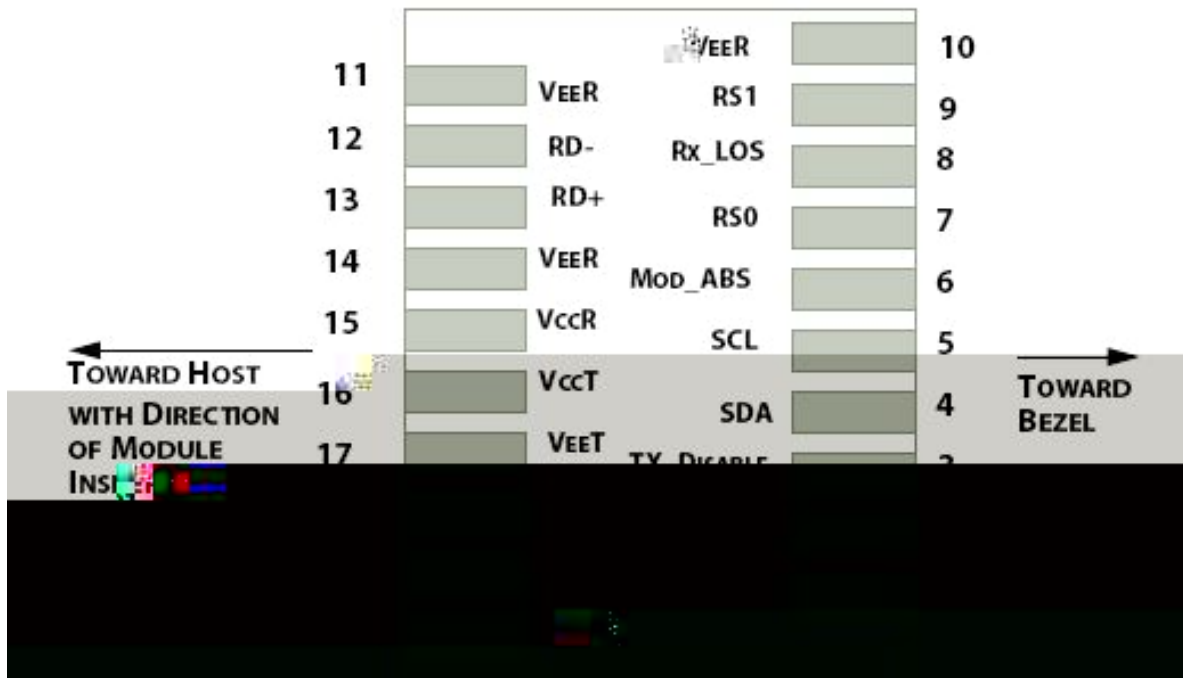 VEER 10
11 VEER RS1 9
12 RD- RX_LOS 8
13 RD+ RS0 7
14 VEER MOD_ABS 6
15 VCCR SCL 5
TOWARD HOST
WITH DIRECTION
OF MODULE
16 VCCT SDA 4
TOWARD
BEZEL
17 VEET TX_DISABLE